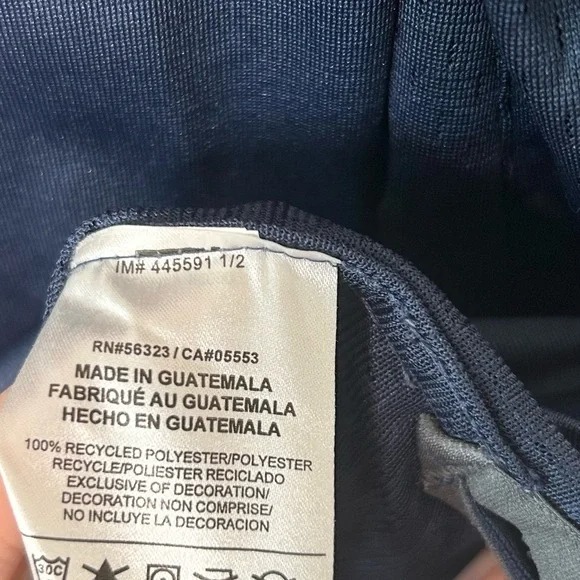 IM# 445591 1/2
RN#56323 / CA#05553
MADE IN GUATEMALA
FABRIQUÉ AU GUATEMALA
HECHO EN GUATEMALA
100% RECYCLED POLYESTER/POLYESTER
RECYCLE/POLIESTER RECICLADO
EXCLUSIVE OF DECORATION/
DECORATION NON COMPRISE/
NO INCLUYE LA DECORACION
30C